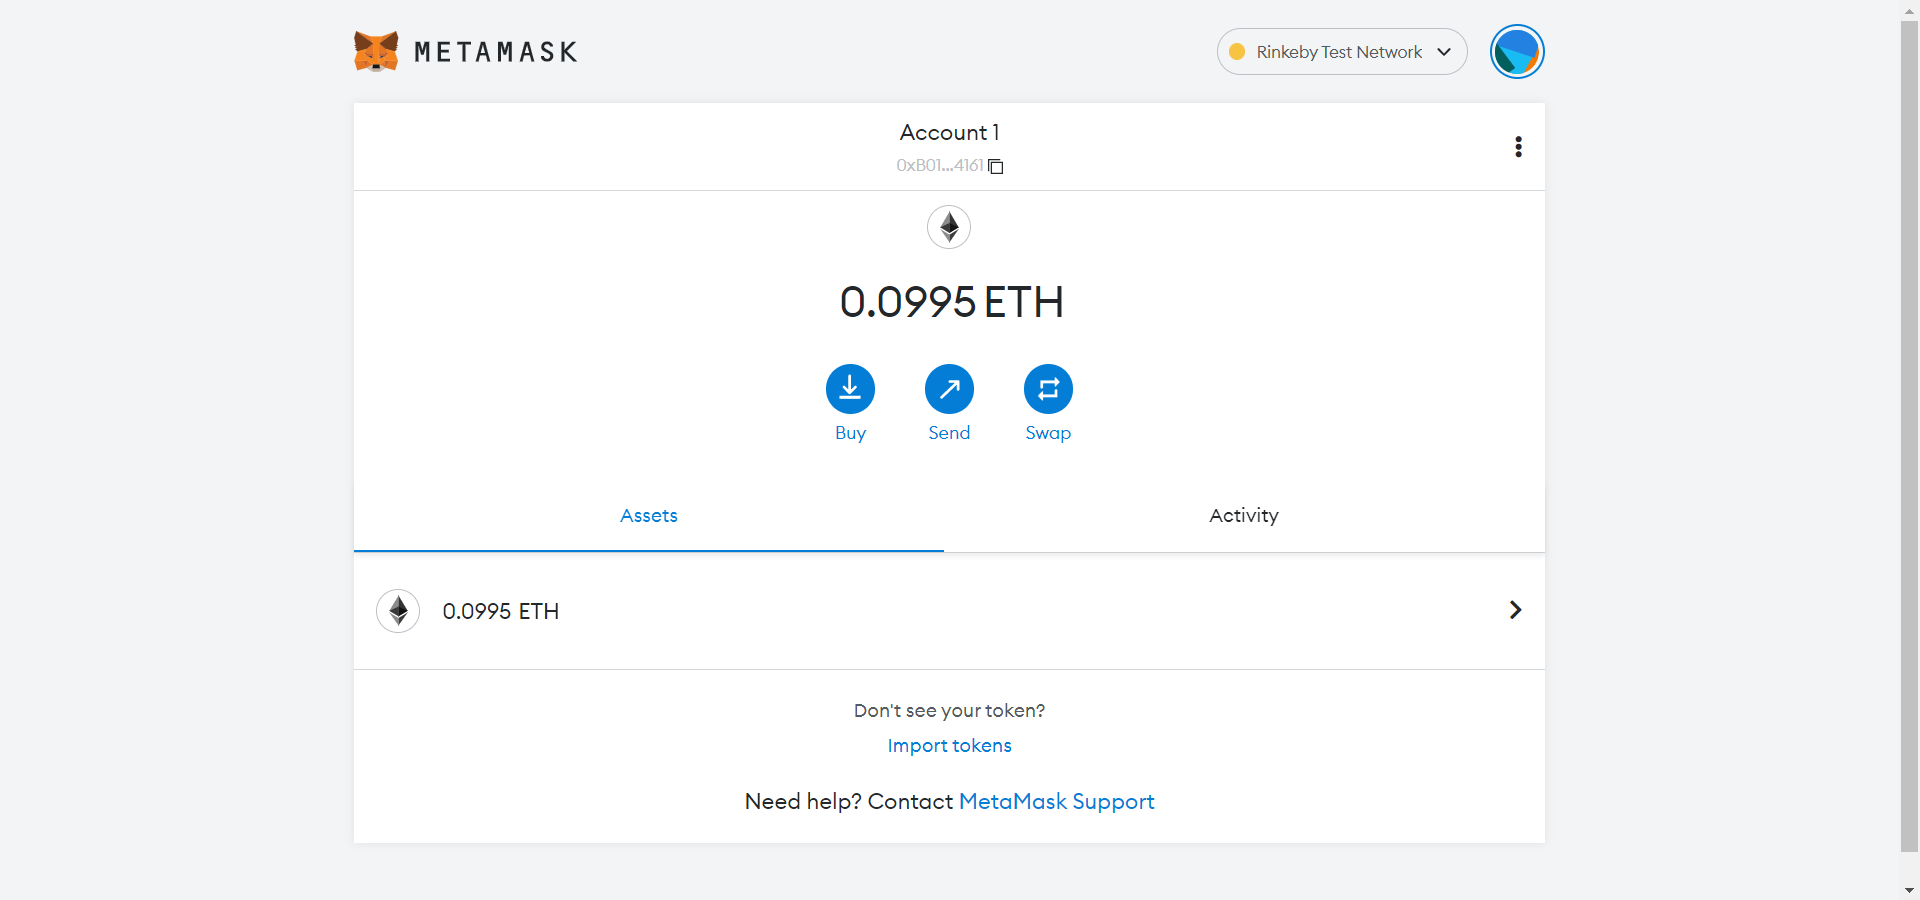 METAMASK
Rinkeby Test Network
Account 1
0xB01...4161
0.0995 ETH
Buy
Send
Swap
Assets
Activity
0.0995 ETH
Don't see your token?
Import tokens
Need help? Contact MetaMask Support